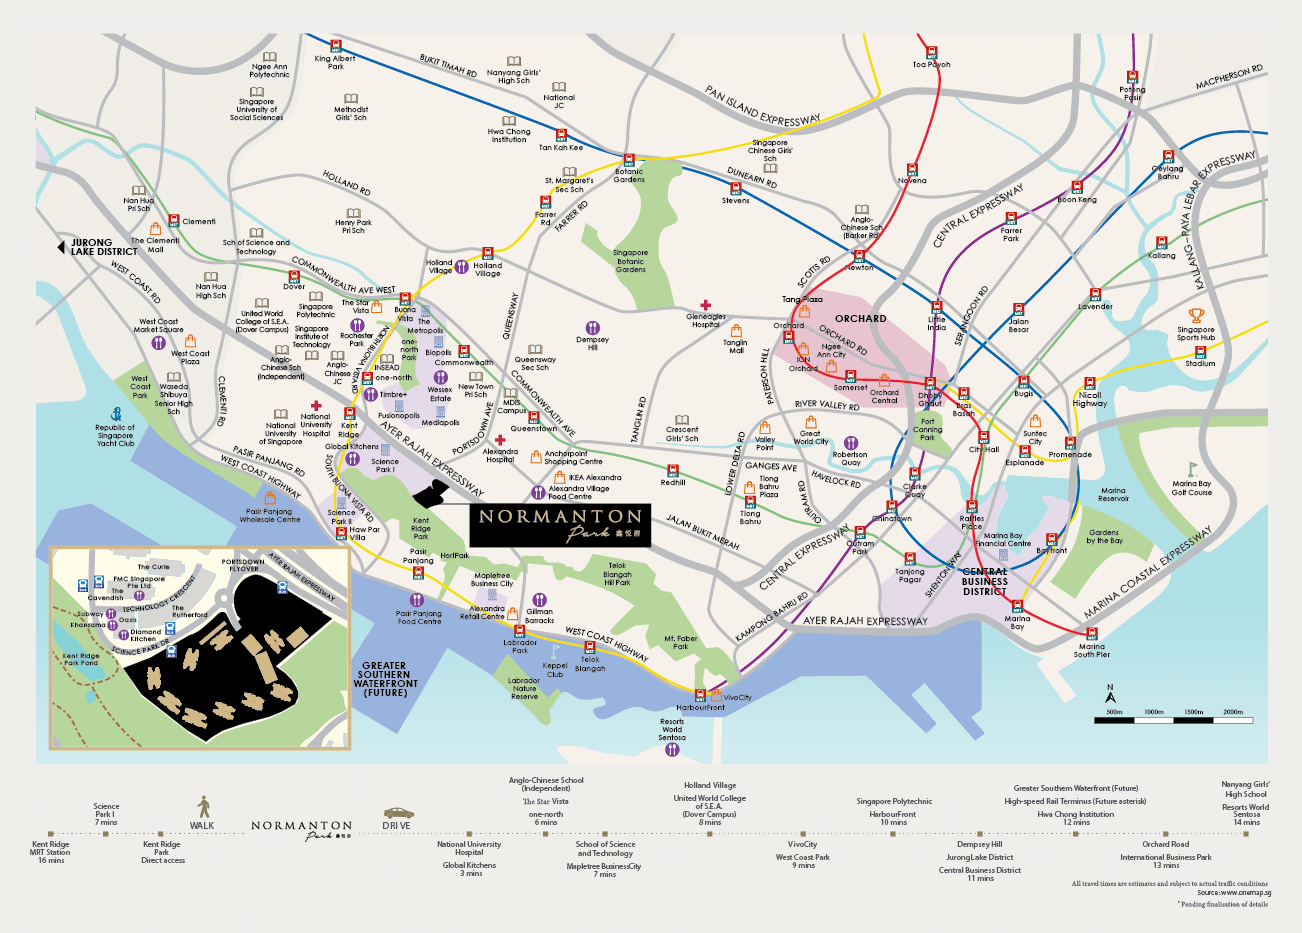 King Albert
Park
BUKIT TIMAH RD
Ngee Ann
Polytechnic
Nanyang Girls'
High Sch
Toa Payoh
Potong
Pasir
MACPHERSON RD
Singapore
University of
Social Sciences
Methodist
Girls' Sch
National
JC
PAN ISLAND EXPRESSWAY
Hwa Chong
Institution
Tan Kah Kee
Singapore
Chinese Girls'
Sch
Botanic
Gardens
St. Margaret's
Sec Sch
DUNEARN RD
Stevens
Novena
Geylang
Bahru
Boon Keng
KALLANG-PAYA LEBAR EXPRESSWAY
HOLLAND RD
Nan Hua
Pri Sch
Clementi
The Clementi
Mall
Henry Park
Pri Sch
Farrer
Rd
FARRER RD
Anglo-
Chinese Sch
(Barker Rd)
CENTRAL EXPRESSWAY
Farrer
Park
JURONG
LAKE DISTRICT
Sch of Science and
Technology
Holland
Village
Holland
Village
Singapore
Botanic
Gardens
Newton
Kallang
WEST COAST RD
Nan Hua
High Sch
Dover
COMMONWEALTH AVE WEST
SCOTTS RD
Lavender
United World
College of S.E.A.
(Dover Campus)
Singapore
Polytechnic
The Star
Vista
Buona
Vista
The
Metropolis
QUEENSWAY
Gleneagles
Hospital
Tang Plaza
Orchard
ORCHARD
ORCHARD RD
Little
India
SERANGOON RD
Jalan
Besar
Singapore
Sports Hub
West Coast
Market Square
West Coast
Plaza
Singapore
Institute of
Technology
Rochester
Park
NORTH BUONA VISTA RD
one-
north
Park
Biopolis
Commonwealth
Dempsey
Hill
Tanglin
Mall
ION
Orchard
Ngee
Ann City
Stadium
Anglo-
Chinese Sch
(Independent)
Anglo-
Chinese
JC
INSEAD
one-north
Wessex
Estate
New Town
Pri Sch
Queensway
Sec Sch
PATERSON HILL
Somerset
Orchard
Central
Dhoby
Ghaut
Bras
Basah
Bugis
Nicoll
Highway
West
Coast
Park
Waseda
Shibuya
Senior High
Sch
CLEMENTI RD
Timbre+
Fusionopolis
Mediapolis
MDIS
Campus
COMMONWEALTH AVE
Queenstown
TANGLIN RD
RIVER VALLEY RD
Republic of
Singapore
Yacht Club
National
University
of Singapore
National
University
Hospital
Kent
Ridge
AYER RAJAH EXPRESSWAY
PORTSDOWN AVE
Alexandra
Hospital
Crescent
Girls' Sch
LOWER DELTA RD
Valley
Point
Great
World City
Robertson
Quay
Fort
Canning
Park
City Hall
Suntec
City
Esplanade
Promenade
PASIR PANJANG RD
WEST COAST HIGHWAY
Global Kitchens
SOUTH BUONA VISTA RD
Science
Park I
Anchorpoint
Shopping Centre
IKEA Alexandra
Alexandra Village
Food Centre
Redhill
GANGES AVE
HAVELOCK RD
OUTRAM RD
Clarke
Quay
Tiong
Bahru
Plaza
Tiong
Bahru
Marina
Reservoir
Marina Bay
Golf Course
Pasir Panjang
Wholesale Centre
Science
Park II
Haw Par
Villa
Kent
Ridge
Park
NORMANTON
Park 鑫悦府
JALAN BUKIT MERAH
Chinatown
Raffles
Place
Outram
Park
Marina Bay
Financial Centre
Bayfront
Gardens
by the Bay
Pasir
Panjang
HortPark
CENTRAL EXPRESSWAY
Tanjong
Pagar
SHENTON WAY
CENTRAL
BUSINESS
DISTRICT
MARINA COASTAL EXPRESSWAY
Mapletree
Business City
Telok
Blangah
Hill Park
Pasir Panjang
Food Centre
Alexandra
Retail Centre
Gilman
Barracks
Labrador
Park
WEST COAST HIGHWAY
Mt. Faber
Park
KAMPONG BAHRU RD
AYER RAJAH EXPRESSWAY
Marina
Bay
Marina
South Pier
Keppel
Club
Telok
Blangah
Labrador
Nature
Reserve
HarbourFront
VivoCity
Resorts
World
Sentosa
GREATER
SOUTHERN
WATERFRONT
(FUTURE)
The Curie
PORTSDOWN
FLYOVER
AYER RAJAH EXPRESSWAY
FMC Singapore
Pte Ltd
The
Cavendish
TECHNOLOGY CRESCENT
Subway
Oasis
Khansama
The
Rutherford
Diamond
Kitchen
SCIENCE PARK DR
Kent Ridge
Park Pond
N
500m 1000m 1500m 2000m
Science
Park I
7 mins
WALK
Kent Ridge
MRT Station
16 mins
Kent Ridge
Park
Direct access
NORMANTON
Park 鑫悦府
DRIVE
National University
Hospital
Global Kitchens
3 mins
Anglo-Chinese School
(Independent)
The Star Vista
one-north
6 mins
School of Science
and Technology
Mapletree BusinessCity
7 mins
Holland Village
United World College
of S.E.A.
(Dover Campus)
8 mins
VivoCity
West Coast Park
9 mins
Singapore Polytechnic
HarbourFront
10 mins
Dempsey Hill
JurongLake District
Central Business District
11 mins
Greater Southern Waterfront (Future)
High-speed Rail Terminus (Future asterisk)
Hwa Chong Institution
12 mins
Orchard Road
International Business Park
13 mins
Nanyang Girls'
High School
Resorts World
Sentosa
14 mins
All travel times are estimates and subject to actual traffic conditions
Source: www.onemap.sg
* Pending finalisation of details